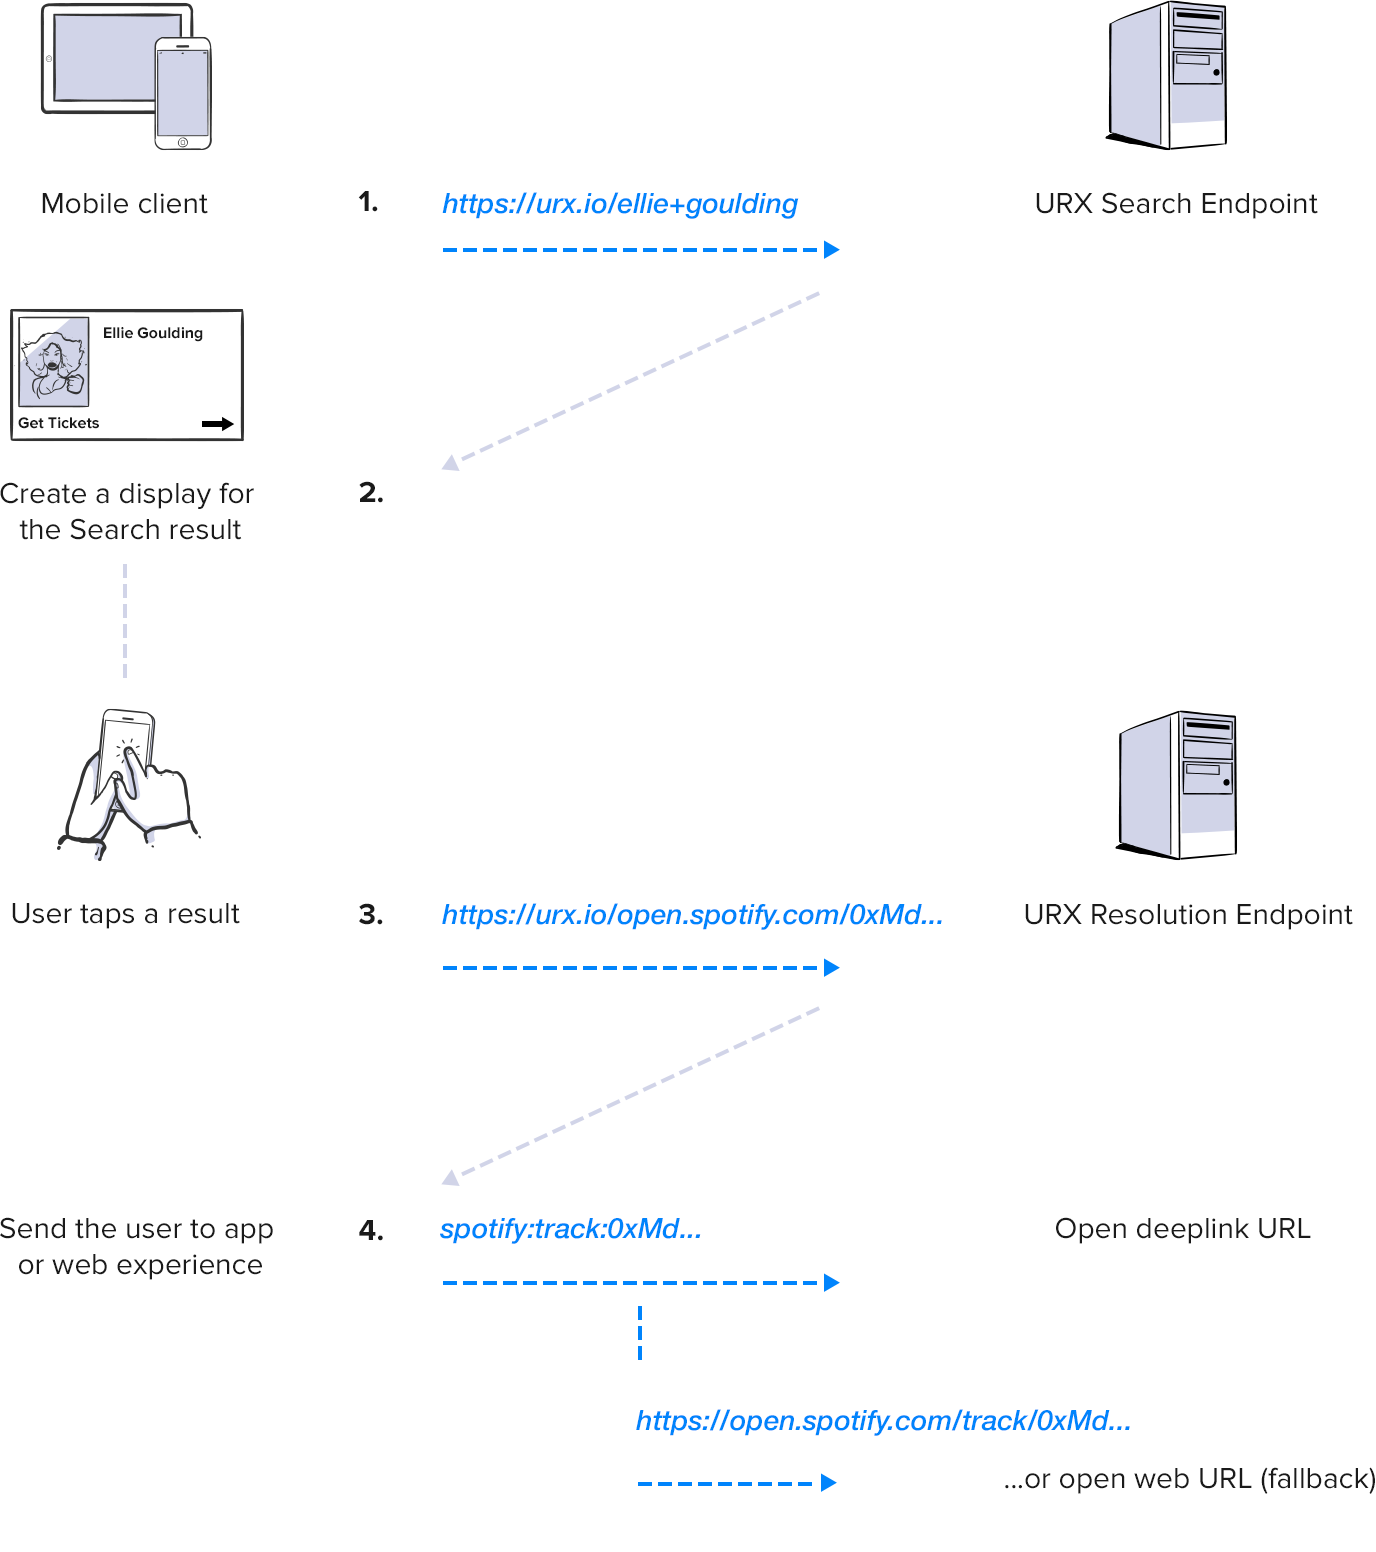 Mobile client
1.
https://urx.io/ellie+goulding
URX Search Endpoint
Ellie Goulding
Get Tickets
Create a display for
the Search result
2.
User taps a result
3.
https://urx.io/open.spotify.com/0xMd...
URX Resolution Endpoint
Send the user to app
or web experience
4.
spotify:track:0xMd...
Open deeplink URL
https://open.spotify.com/track/0xMd...
...or open web URL (fallback)